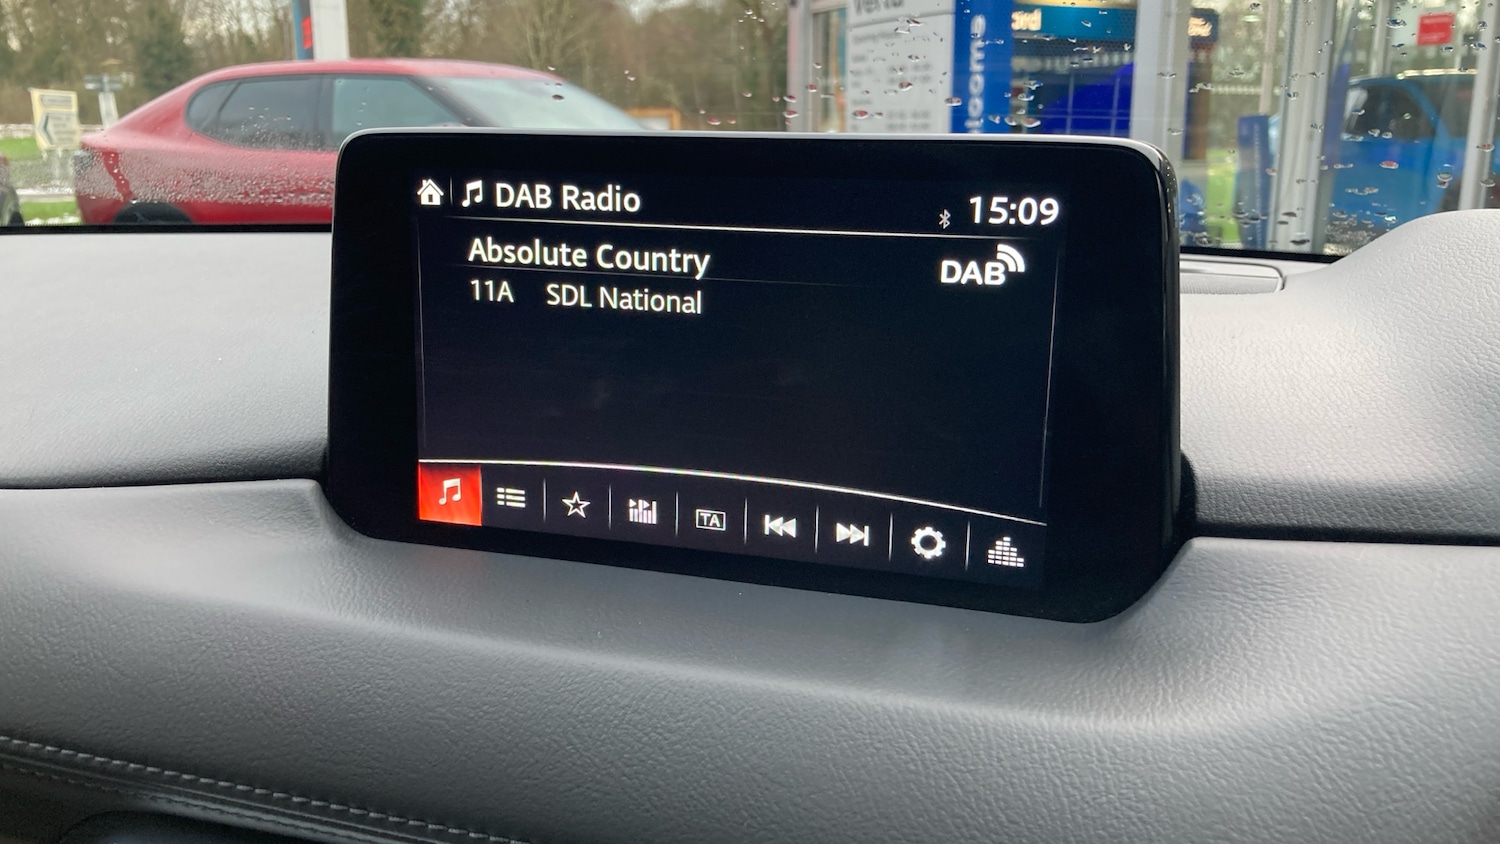 DAB Radio
15:09
Absolute Country
DAB
11A SDL National
TA